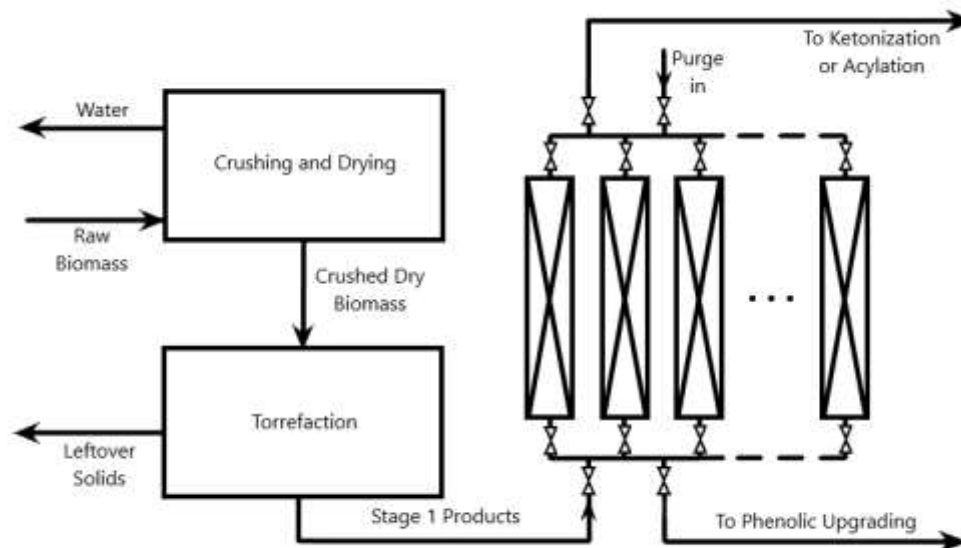 To Ketonization
or Acylation
Purge
in
Water
Crushing and Drying
Raw
Biomass
Crushed Dry
Biomass
Torrefaction
Leftover
Solids
Stage 1 Products
To Phenolic Upgrading